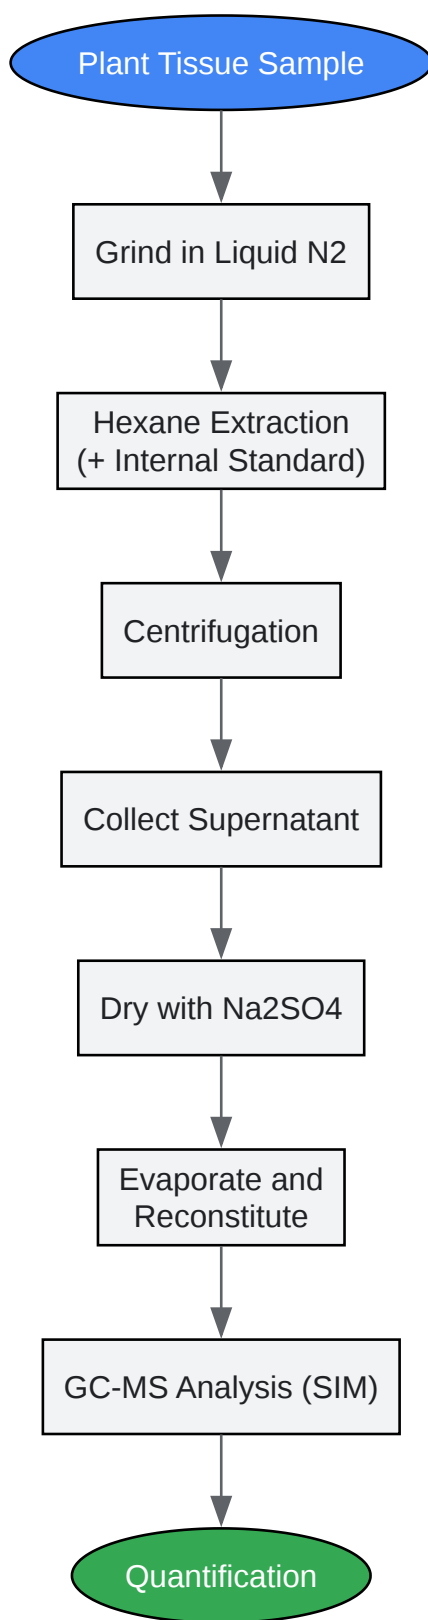 Plant Tissue Sample
Grind in Liquid N2
Hexane Extraction
(+ Internal Standard)
Centrifugation
Collect Supernatant
Dry with Na2SO4
Evaporate and
Reconstitute
GC-MS Analysis (SIM)
Quantification